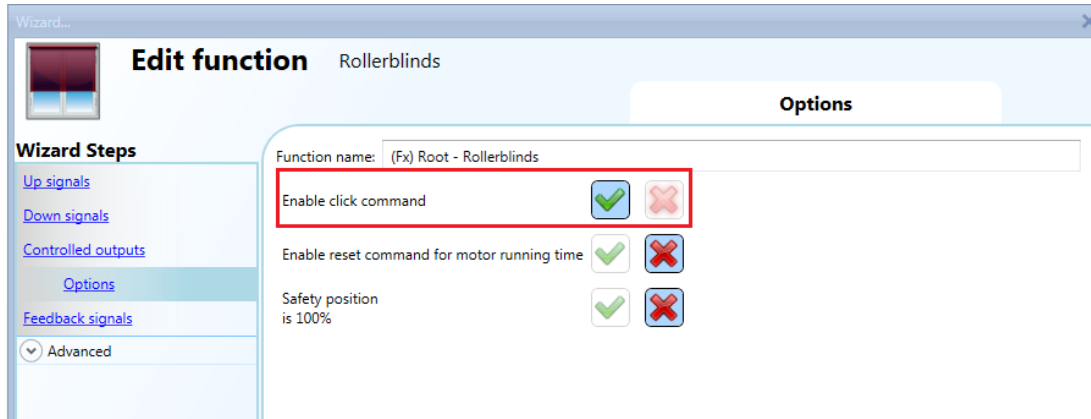 Wizard...
Edit function Rollerblinds
Options
Wizard Steps
Up signals
Down signals
Controlled outputs
Options
Feedback signals
Advanced
Function name: (Fx) Root - Rollerblinds
Enable click command
Enable reset command for motor running time
Safety position
is 100%